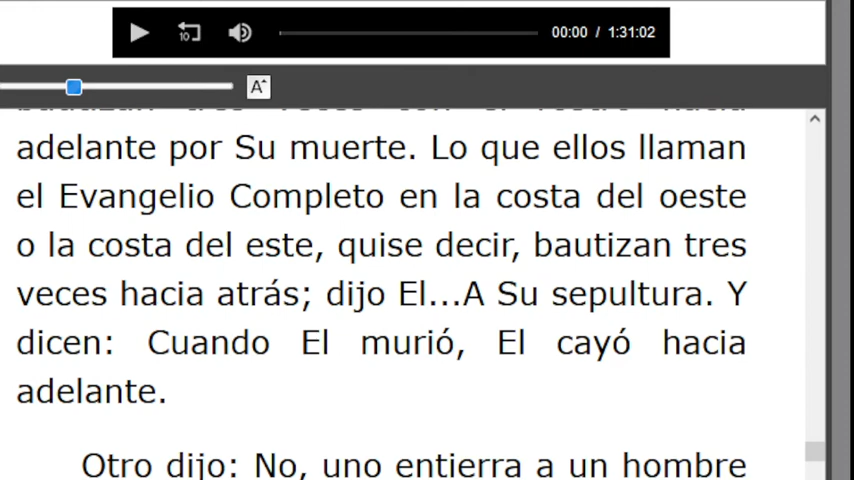 10
00:00 / 1:31:02
A
adelante por Su muerte. Lo que ellos llaman
el Evangelio Completo en la costa del oeste
o la costa del este, quise decir, bautizan tres
veces hacia atrás; dijo El...A Su sepultura. Y
dicen: Cuando El murió, El cayó hacia
adelante.
Otro dijo: No, uno entierra a un hombre